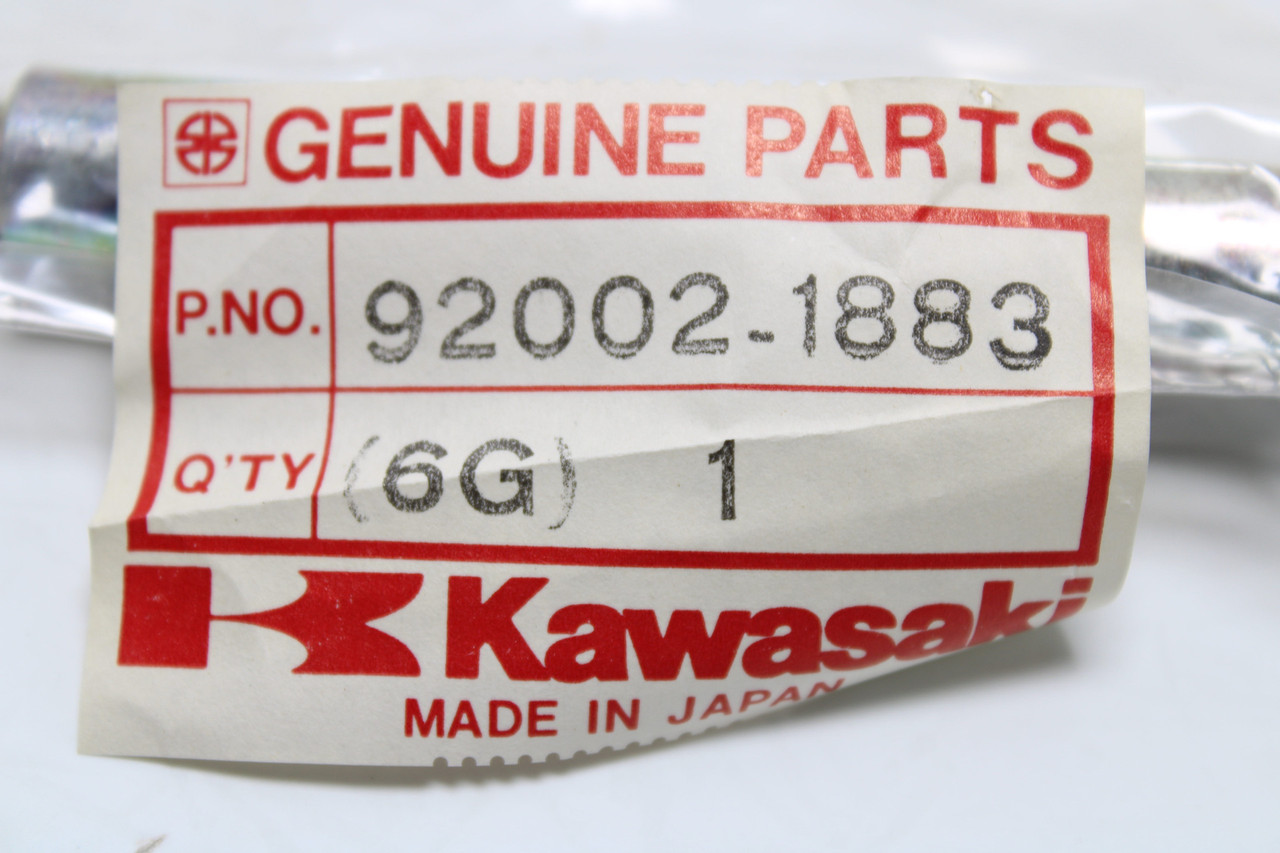 GENUINE PARTS
P.NO. 92002-1883
Q'TY (6G) 1
Kawasaki
MADE IN JAPAN